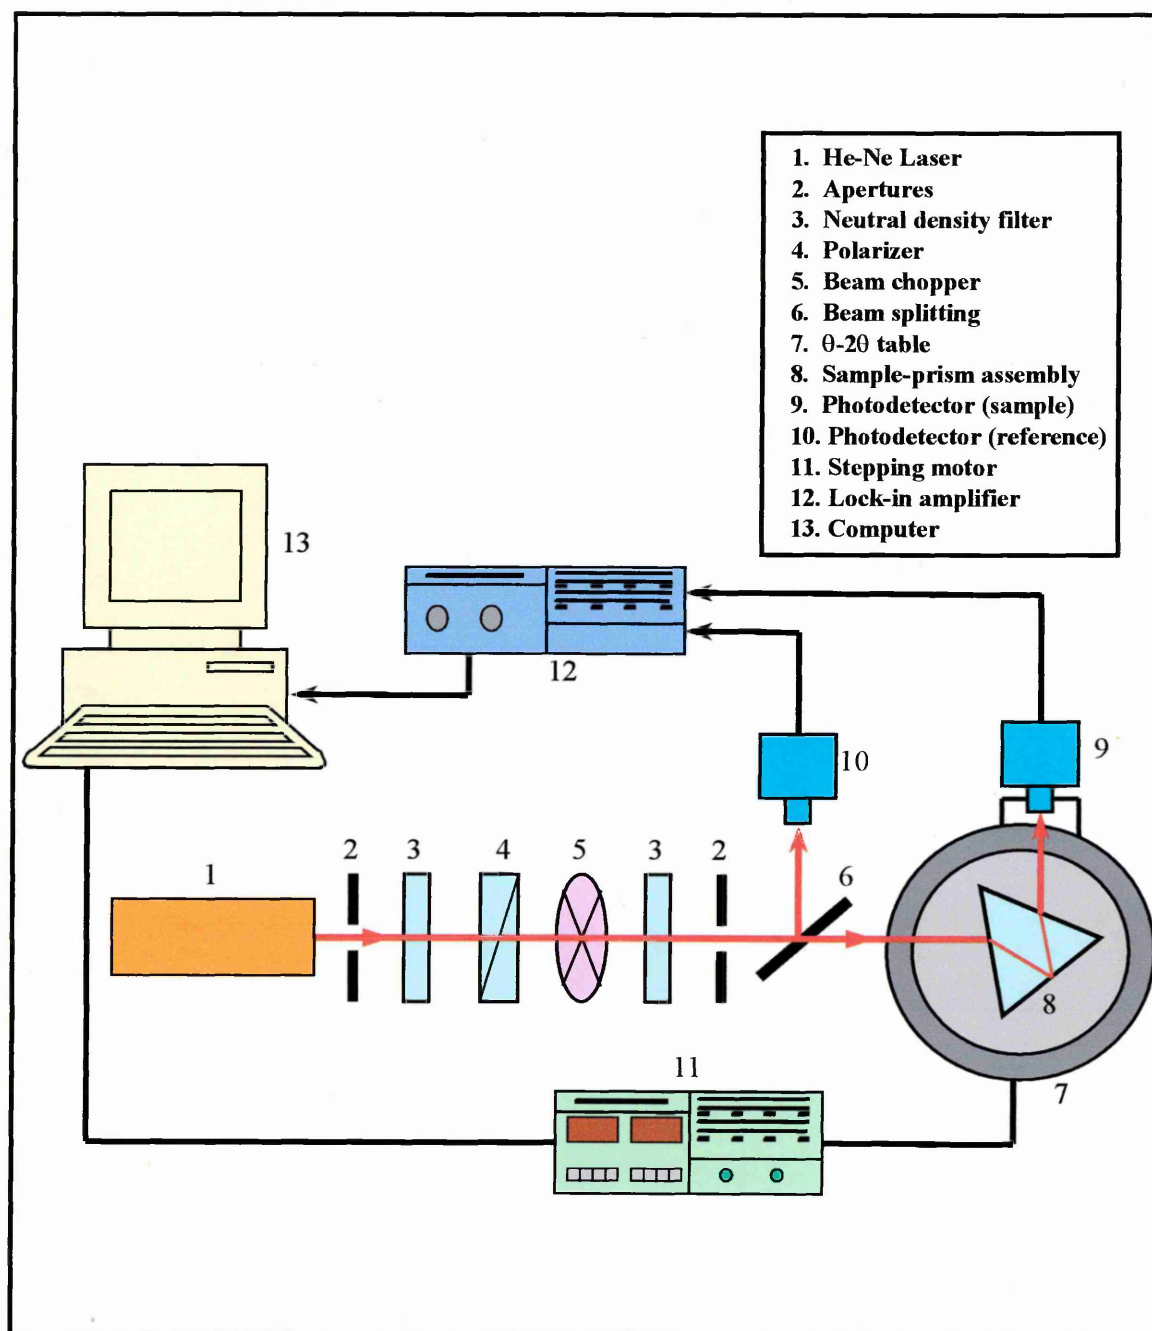 1. He-Ne Laser
2. Apertures
3. Neutral density filter
4. Polarizer
5. Beam chopper
6. Beam splitting
7. θ-2θ table
8. Sample-prism assembly
9. Photodetector (sample)
10. Photodetector (reference)
11. Stepping motor
12. Lock-in amplifier
13. Computer
13
12
10
9
1
2
3
4
5
3
2
6
8
7
11